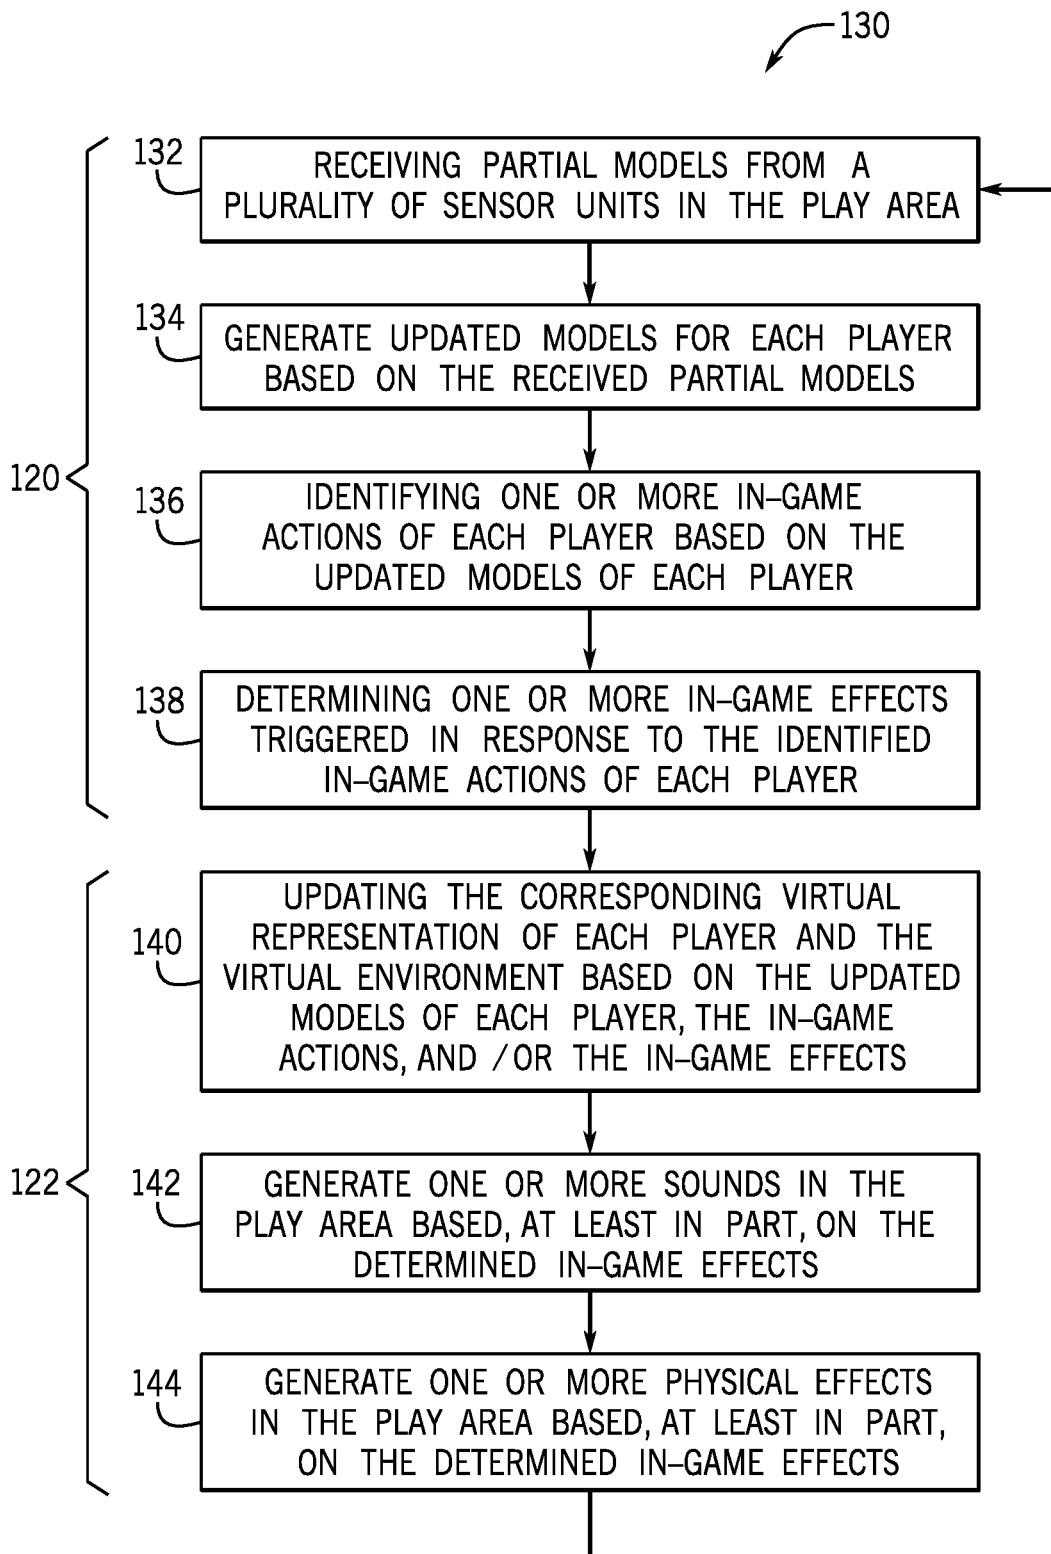 130
132
RECEIVING PARTIAL MODELS FROM A
PLURALITY OF SENSOR UNITS IN THE PLAY AREA
134
GENERATE UPDATED MODELS FOR EACH PLAYER
BASED ON THE RECEIVED PARTIAL MODELS
120
136
IDENTIFYING ONE OR MORE IN–GAME
ACTIONS OF EACH PLAYER BASED ON THE
UPDATED MODELS OF EACH PLAYER
138
DETERMINING ONE OR MORE IN–GAME EFFECTS
TRIGGERED IN RESPONSE TO THE IDENTIFIED
IN–GAME ACTIONS OF EACH PLAYER
140
UPDATING THE CORRESPONDING VIRTUAL
REPRESENTATION OF EACH PLAYER AND THE
VIRTUAL ENVIRONMENT BASED ON THE UPDATED
MODELS OF EACH PLAYER, THE IN–GAME
ACTIONS, AND /OR THE IN–GAME EFFECTS
122
142
GENERATE ONE OR MORE SOUNDS IN THE
PLAY AREA BASED, AT LEAST IN PART, ON THE
DETERMINED IN–GAME EFFECTS
144
GENERATE ONE OR MORE PHYSICAL EFFECTS
IN THE PLAY AREA BASED, AT LEAST IN PART,
ON THE DETERMINED IN–GAME EFFECTS